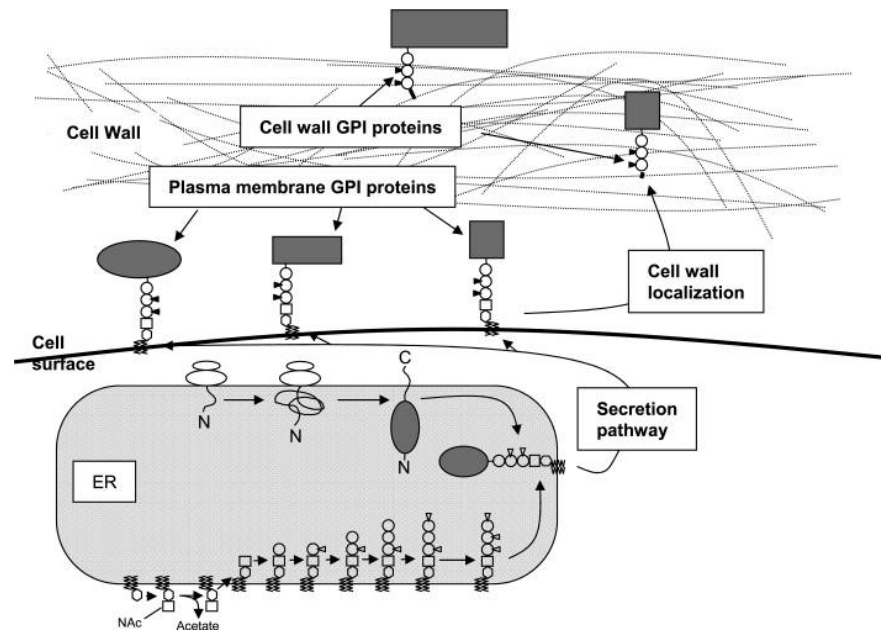 Cell Wall
Cell wall GPI proteins
Plasma membrane GPI proteins
Cell wall
localization
Cell
surface
C
N
N
N
Secretion
pathway
ER
NAc
Acetate